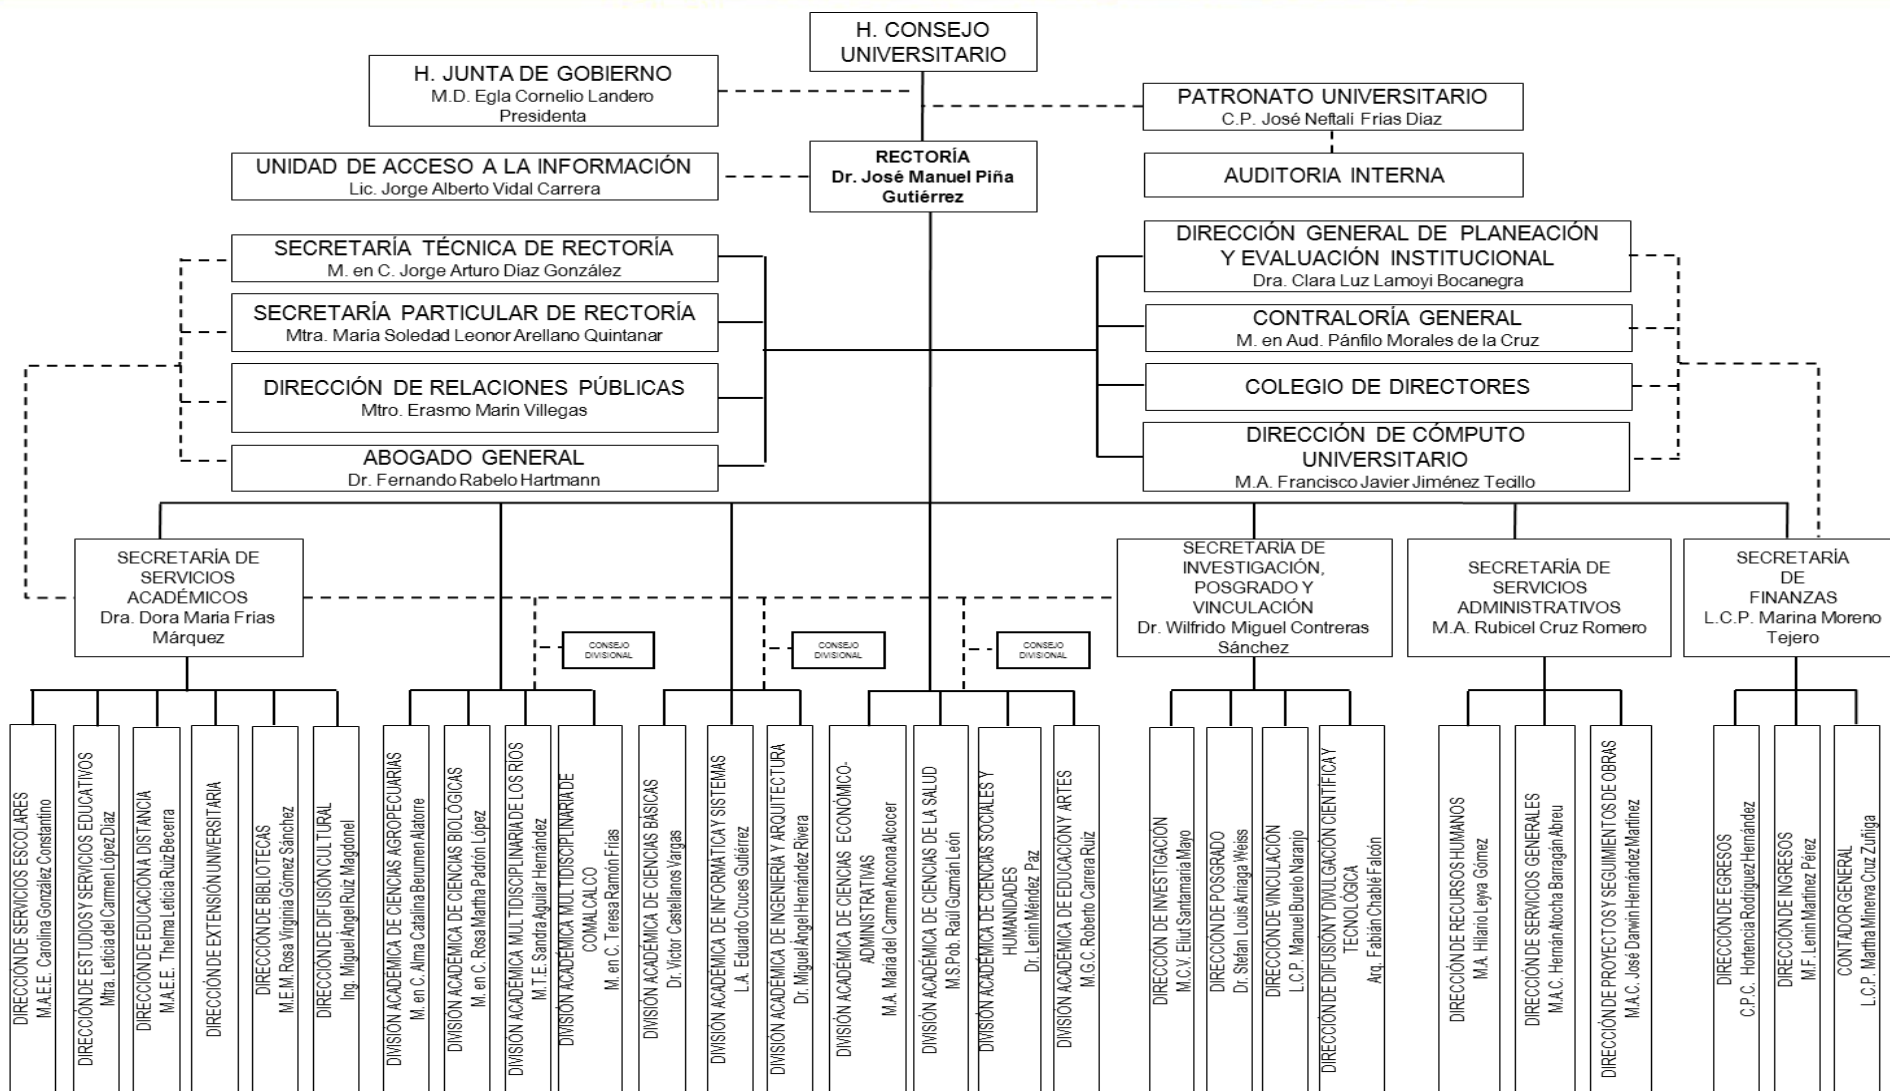 H. CONSEJO
UNIVERSITARIO
H. JUNTA DE GOBIERNO
M.D. Egla Cornelio Landero
Presidenta
PATRONATO UNIVERSITARIO
C.P. José Neftalí Frías Díaz
UNIDAD DE ACCESO A LA INFORMACIÓN
Lic. Jorge Alberto Vidal Carrera
RECTORÍA
Dr. José Manuel Piña
Gutiérrez
AUDITORIA INTERNA
SECRETARÍA TÉCNICA DE RECTORÍA
M. en C. Jorge Arturo Díaz González
SECRETARÍA PARTICULAR DE RECTORÍA
Mtra. María Soledad Leonor Arellano Quintanar
DIRECCIÓN DE RELACIONES PÚBLICAS
Mtro. Erasmo Marín Villegas
ABOGADO GENERAL
Dr. Fernando Rabelo Hartmann
DIRECCIÓN GENERAL DE PLANEACIÓN
Y EVALUACIÓN INSTITUCIONAL
Dra. Clara Luz Lamoyi Bocanegra
CONTRALORÍA GENERAL
M. en Aud. Pánfilo Morales de la Cruz
COLEGIO DE DIRECTORES
DIRECCIÓN DE CÓMPUTO
UNIVERSITARIO
M.A. Francisco Javier Jiménez Tecillo
SECRETARÍA DE
SERVICIOS
ACADÉMICOS
Dra. Dora María Frías
Márquez
CONSEJO
DIVISIONAL
CONSEJO
DIVISIONAL
CONSEJO
DIVISIONAL
SECRETARÍA DE
INVESTIGACIÓN,
POSGRADO Y
VINCULACIÓN
Dr. Wilfrido Miguel Contreras
Sánchez
SECRETARÍA DE
SERVICIOS
ADMINISTRATIVOS
M.A. Rubicel Cruz Romero
SECRETARÍA
DE
FINANZAS
L.C.P. Marina Moreno
Tejero
DIRECCIÓN DE SERVICIOS ESCOLARES
M.A.E.E. Carolina González Constantino
DIRECCIÓN DE ESTUDIOS Y SERVICIOS EDUCATIVOS
Mtra. Leticia del Carmen López Díaz
DIRECCIÓN DE EDUCACIÓN A DISTANCIA
M.A.E.E. Thelma Leticia Ruiz Becerra
DIRECCIÓN DE EXTENSIÓN UNIVERSITARIA
DIRECCIÓN DE BIBLIOTECAS
M.E.M. Rosa Virginia Gómez Sánchez
DIRECCIÓN DE DIFUSIÓN CULTURAL
Ing. Miguel Ángel Ruiz Magdonel
DIVISIÓN ACADÉMICA DE CIENCIAS AGROPECUARIAS
M. en C. Alma Catalina Berumen Alatorre
DIVISIÓN ACADÉMICA DE CIENCIAS BIOLÓGICAS
M. en C. Rosa Martha Padrón López
DIVISIÓN ACADÉMICA MULTIDISCIPLINARIA DE LOS RÍOS
M.T.E. Sandra Aguilar Hernández
DIVISIÓN ACADÉMICA MULTIDISCIPLINARIA DE
COMALCALCO
M. en C. Teresa Ramón Frías
DIVISIÓN ACADÉMICA DE CIENCIAS BÁSICAS
Dr. Víctor Castellanos Vargas
DIVISIÓN ACADÉMICA DE INFORMÁTICA Y SISTEMAS
L.A. Eduardo Cruces Gutiérrez
DIVISIÓN ACADÉMICA DE INGENIERÍA Y ARQUITECTURA
Dr. Miguel Ángel Hernández Rivera
DIVISIÓN ACADÉMICA DE CIENCIAS ECONÓMICO-
ADMINISTRATIVAS
M.A. María del Carmen Ancona Alcocer
DIVISIÓN ACADÉMICA DE CIENCIAS DE LA SALUD
M.S.Pob. Raúl Guzmán León
DIVISIÓN ACADÉMICA DE CIENCIAS SOCIALES Y
HUMANIDADES
Dr. Lenin Méndez Paz
DIVISIÓN ACADÉMICA DE EDUCACIÓN Y ARTES
M.G.C. Roberto Carrera Ruiz
DIRECCIÓN DE INVESTIGACIÓN
M.C.V. Eliut Santamaría Mayo
DIRECCIÓN DE POSGRADO
Dr. Stefan Louis Arriaga Weiss
DIRECCIÓN DE VINCULACIÓN
L.C.P. Manuel Burelo Naranjo
DIRECCIÓN DE DIFUSIÓN Y DIVULGACIÓN CIENTÍFICA Y
TECNOLÓGICA
Arq. Fabián Chablé Falcón
DIRECCIÓN DE RECURSOS HUMANOS
M.A. Hilario Leyva Gómez
DIRECCIÓN DE SERVICIOS GENERALES
M.A.C. Hernán Atocha Barragán Abreu
DIRECCIÓN DE PROYECTOS Y SEGUIMIENTOS DE OBRAS
M.A.C. José Darwin Hernández Martínez
DIRECCIÓN DE EGRESOS
C.P.C. Hortencia Rodríguez Hernández
DIRECCIÓN DE INGRESOS
M.F. Lenin Martínez Pérez
CONTADOR GENERAL
L.C.P. Martha Minerva Cruz Zuñiga